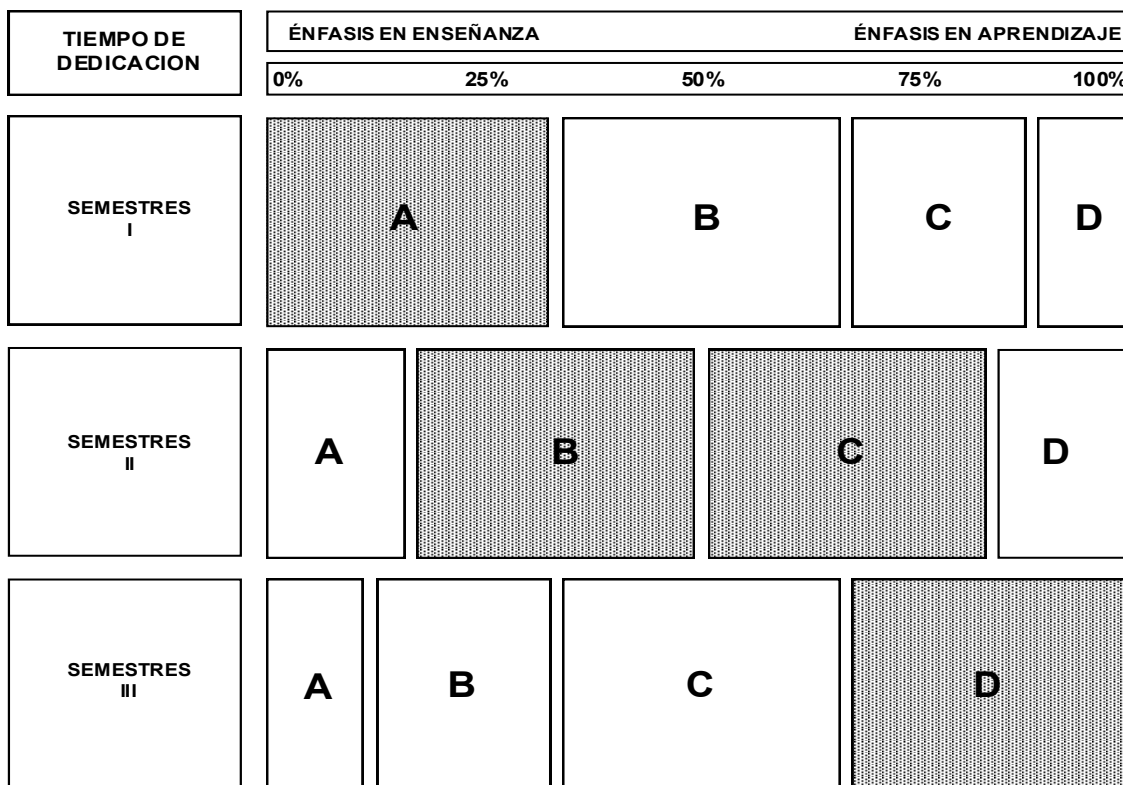 TIEMPO DE
DEDICACION
ÉNFASIS EN ENSEÑANZA ÉNFASIS EN APRENDIZAJE
0% 25% 50% 75% 100%
SEMESTRES
I
A B C D
SEMESTRES
II
A B C D
SEMESTRES
III
A B C D